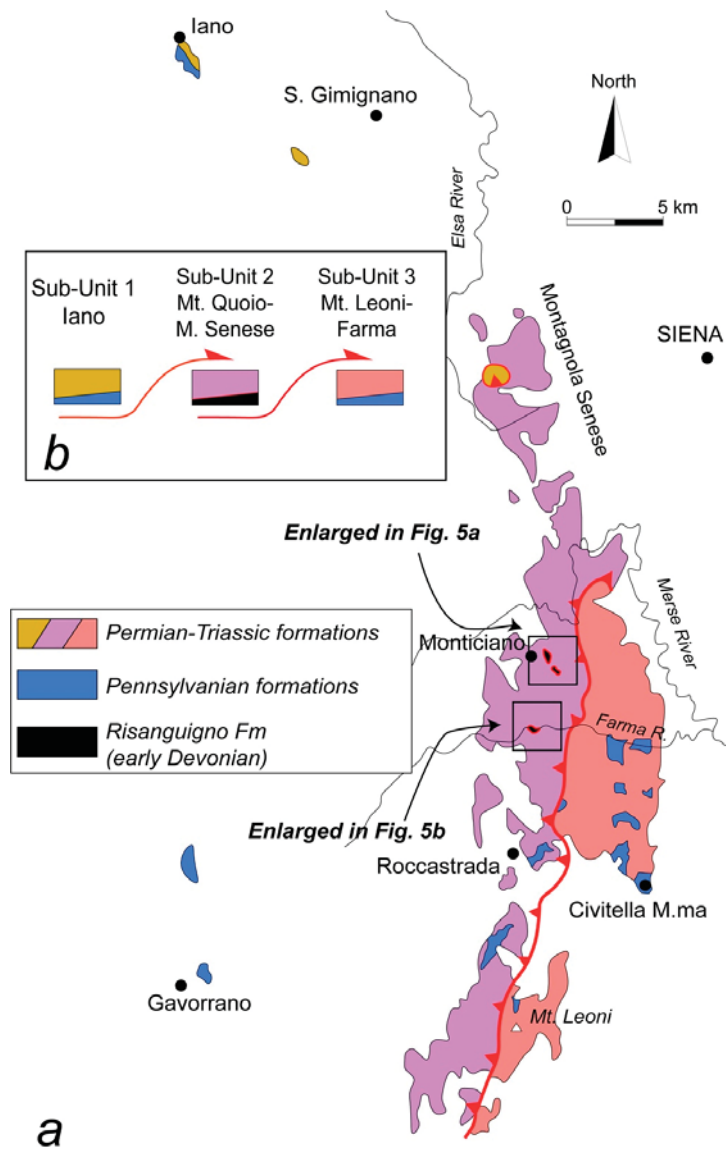 Iano
S. Gimignano
North
0 5 km
Elsa River
Sub-Unit 1
Iano
Sub-Unit 2
Mt. Quoio-
M. Senese
Sub-Unit 3
Mt. Leoni-
Farma
b
Montagnola Senese
SIENA
Enlarged in Fig. 5a
Merse River
Permian-Triassic formations
Pennsylvanian formations
Risanguigno Fm
(early Devonian)
Monticiano
Farma R.
Enlarged in Fig. 5b
Roccastrada
Civitella M.ma
Gavorrano
Mt. Leoni
a